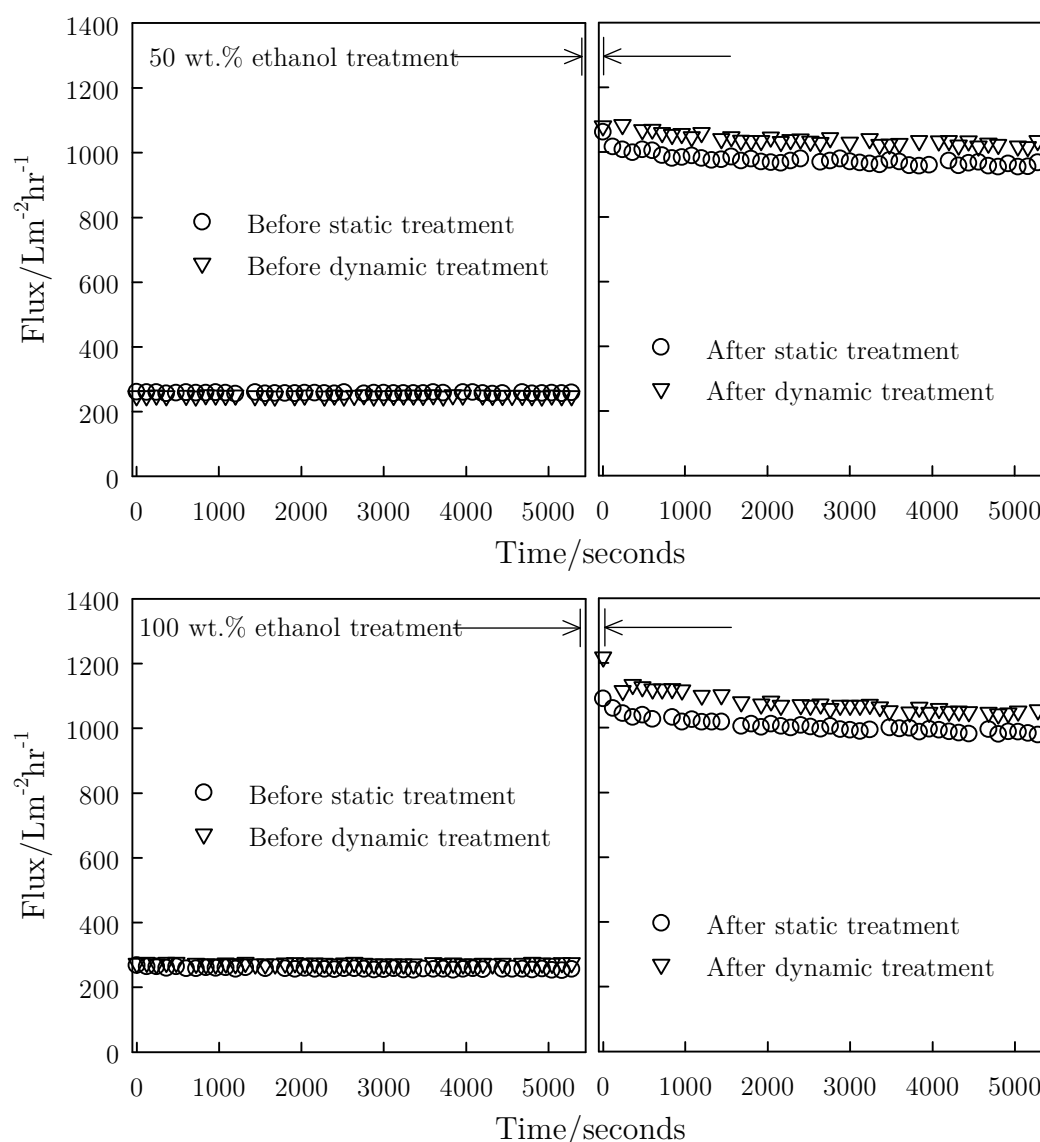 1400
50 wt.% ethanol treatment
1200
1000
800
Before static treatment
Before dynamic treatment
600
400
200
0
Flux/Lm-2hr-1
After static treatment
After dynamic treatment
0 1000 2000 3000 4000 5000
0 1000 2000 3000 4000 5000
Time/seconds
1400
100 wt.% ethanol treatment
1200
1000
800
Before static treatment
Before dynamic treatment
600
400
200
0
Flux/Lm-2hr-1
After static treatment
After dynamic treatment
0 1000 2000 3000 4000 5000
0 1000 2000 3000 4000 5000
Time/seconds